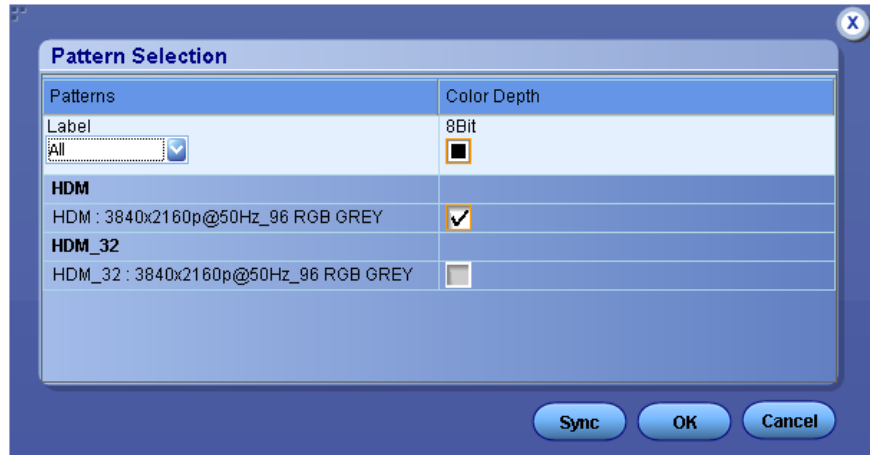 X
Pattern Selection
Patterns Color Depth
Label 8Bit
All
HDM
HDM : 3840x2160p@50Hz_96 RGB GREY
HDM_32
HDM_32 : 3840x2160p@50Hz_96 RGB GREY
Sync OK Cancel